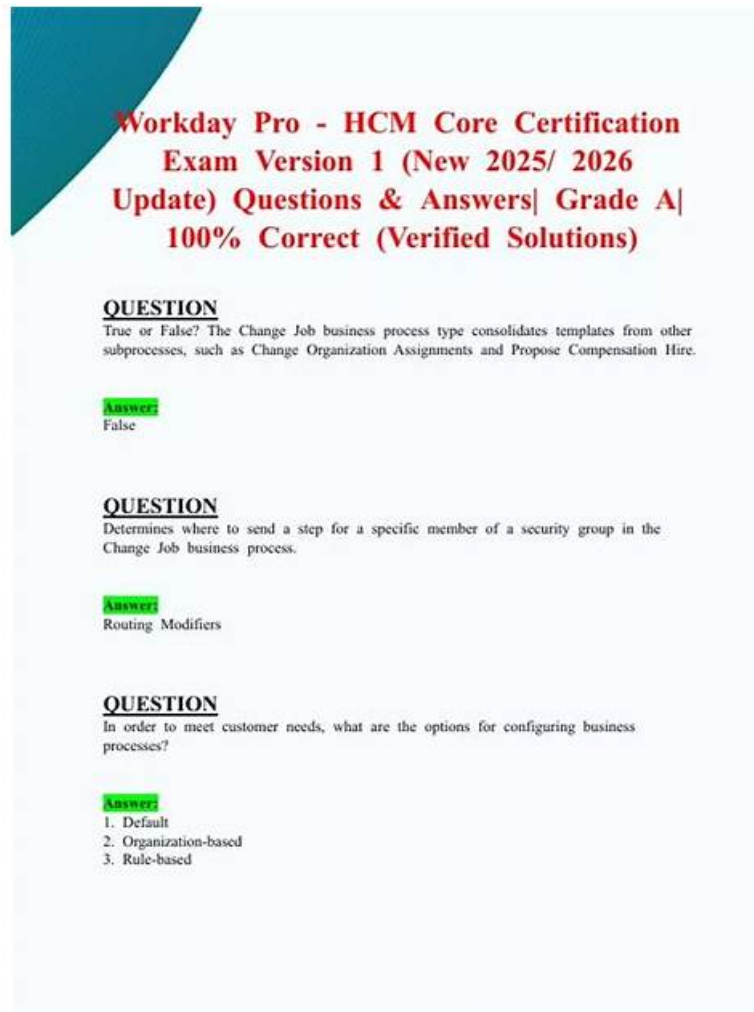 Workday Pro - HCM Core Certification
Exam Version 1 (New 2025/ 2026
Update) Questions & Answers| Grade A|
100% Correct (Verified Solutions)
QUESTION
True or False? The Change Job business process type consolidates templates from other
subprocesses, such as Change Organization Assignments and Propose Compensation Hire.
Answer:
False
QUESTION
Determines where to send a step for a specific member of a security group in the
Change Job business process.
Answer:
Routing Modifiers
QUESTION
In order to meet customer needs, what are the options for configuring business
processes?
Answer:
1. Default
2. Organization-based
3. Rule-based